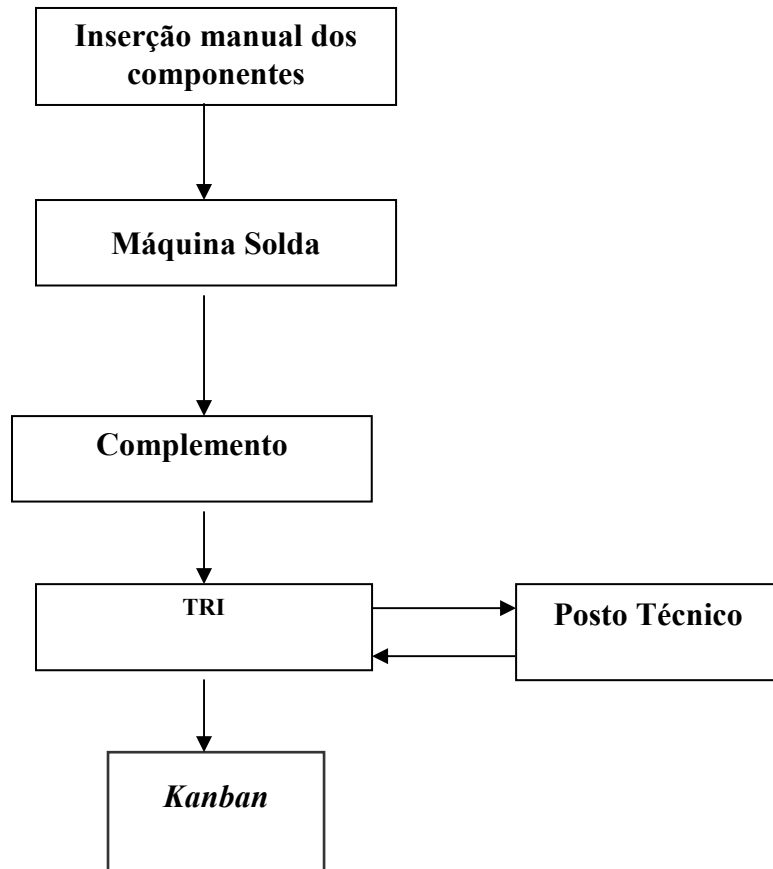 Inserção manual dos
componentes
Máquina Solda
Complemento
TRI
Posto Técnico
Kanban